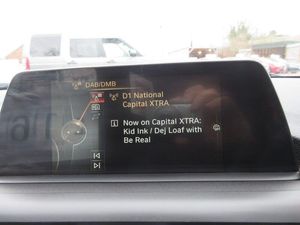 DAB/DMB
D1 National
Capital XTRA
Now on Capital XTRA:
Kid Ink / Dej Loaf with
Be Real